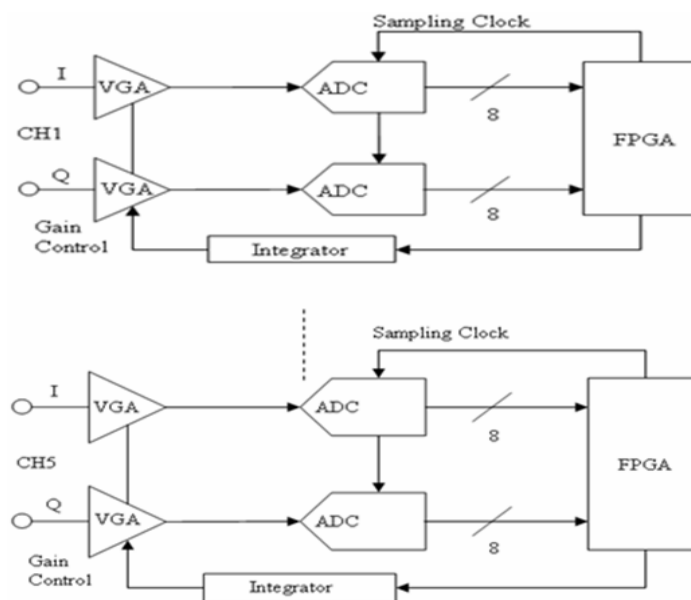 Sampling Clock
I
VGA
ADC
8
CH1
FPGA
Q
VGA
ADC
8
Gain
Control
Integrator
Sampling Clock
I
VGA
ADC
8
CH5
FPGA
Q
VGA
ADC
8
Gain
Control
Integrator